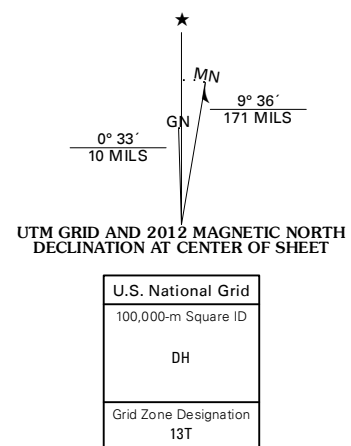 ★
MN
GN
9° 36´
171 MILS
0° 33´
10 MILS
UTM GRID AND 2012 MAGNETIC NORTH
DECLINATION AT CENTER OF SHEET
U.S. National Grid
100,000-m Square ID
DH
Grid Zone Designation
13T